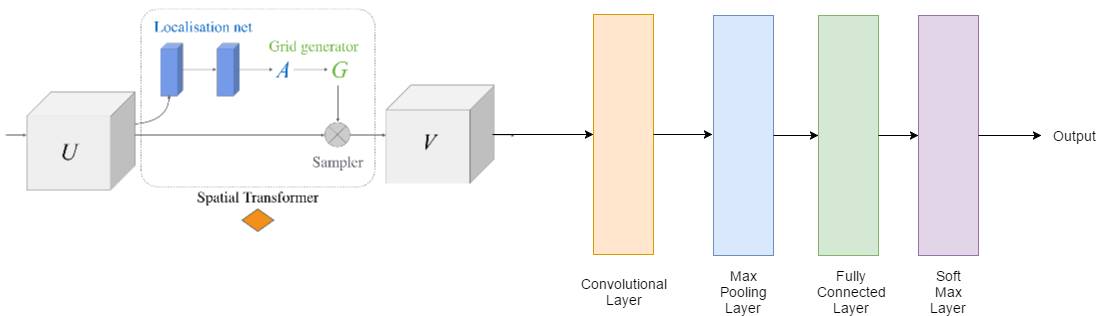 Localisation net
Grid generator
A
G
U
V
Sampler
Spatial Transformer
Output
Convolutional
Layer
Max
Pooling
Layer
Fully
Connected
Layer
Soft
Max
Layer